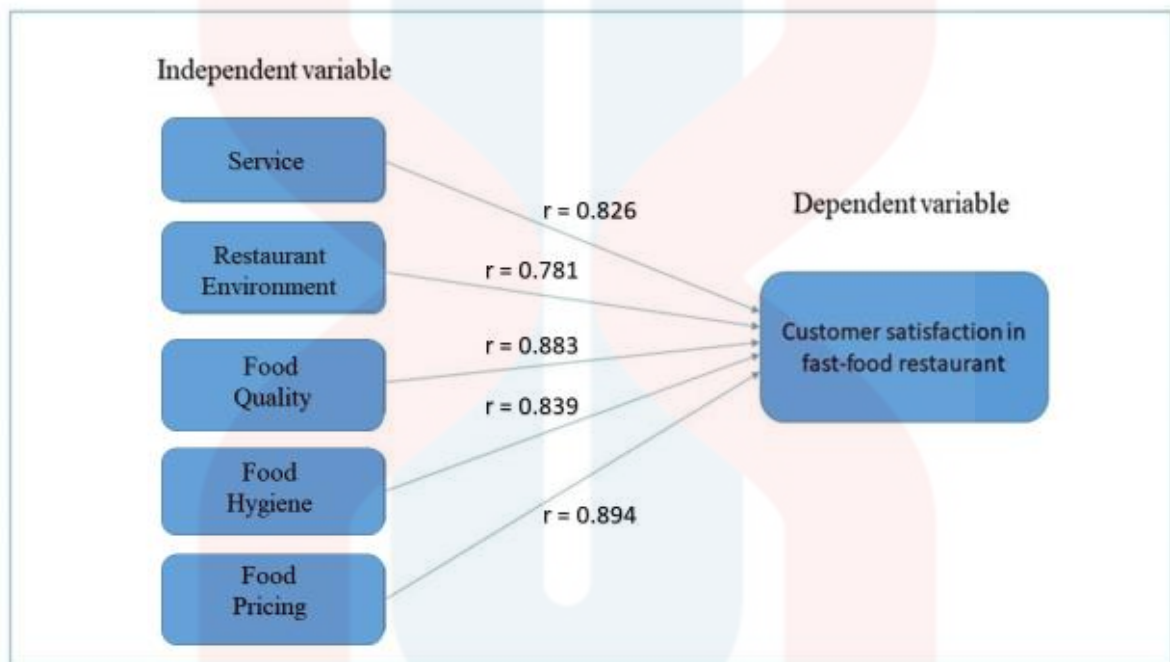 Independent variable
Service
r = 0.826
Dependent variable
Restaurant
Environment
r = 0.781
Customer satisfaction in
fast-food restaurant
Food
Quality
r = 0.883
Food
Hygiene
r = 0.839
Food
Pricing
r = 0.894